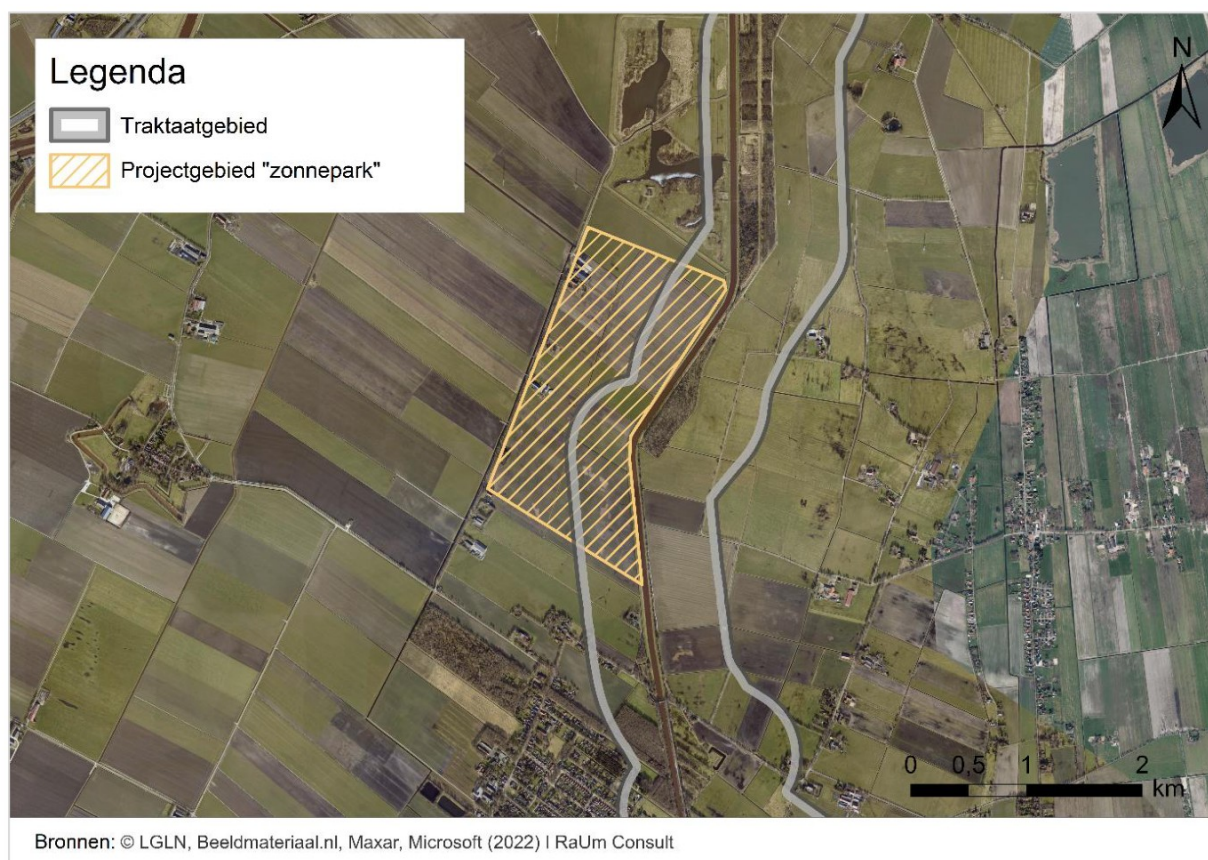 Legenda
Traktaatgebied
Projectgebied "zonnepark"
N
0 0,5 1 2
km
Bronnen: © LGLN, Beeldmateriaal.nl, Maxar, Microsoft (2022) I RaUm Consult